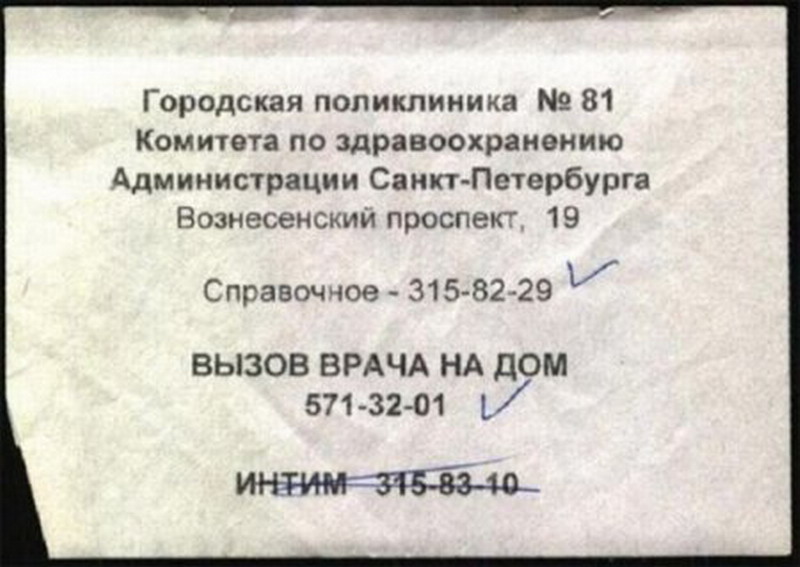 Городская поликлиника № 81
Комитета по здравоохранению
Администрации Санкт-Петербурга
Вознесенский проспект, 19
Справочное - 315-82-29
ВЫЗОВ ВРАЧА НА ДОМ
571-32-01
ИНТИМ 315-83-10